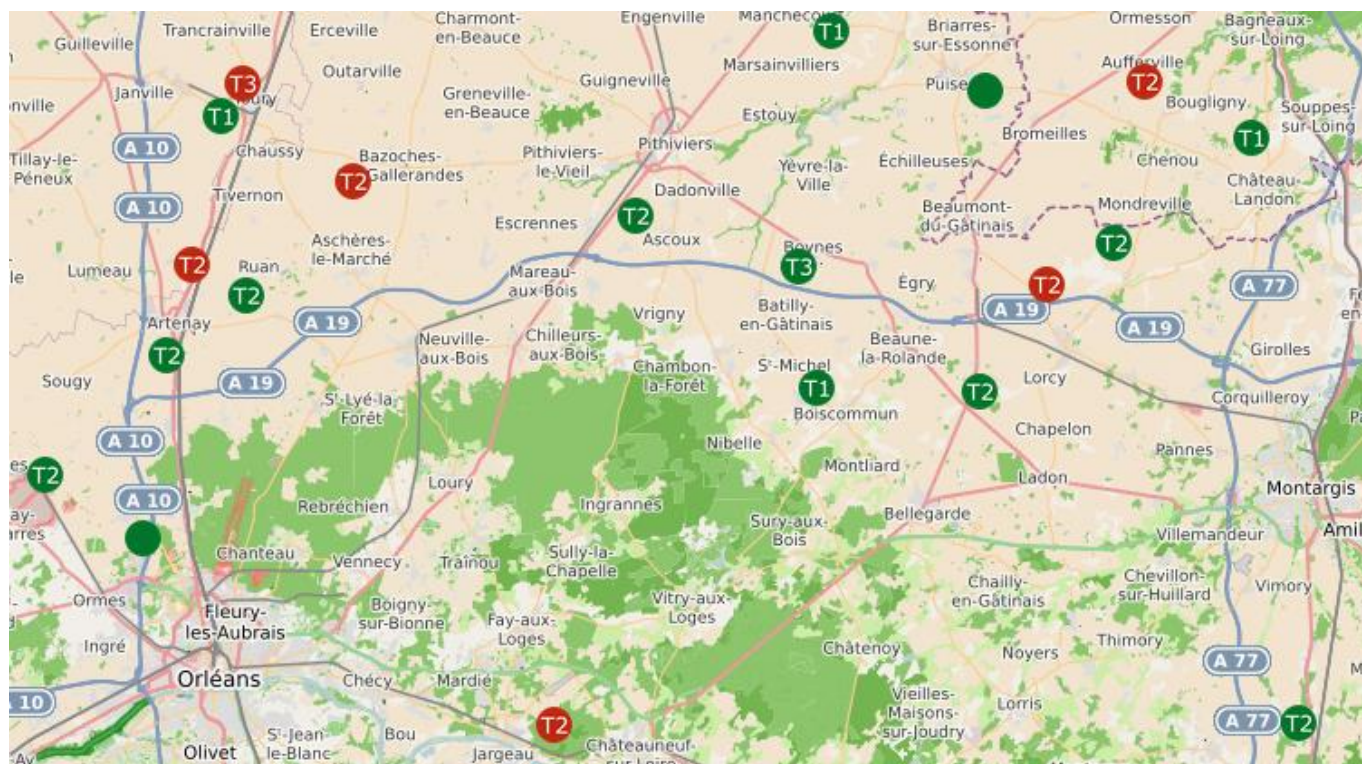 Trancrainville
Erceville
Charmont-
en-Beauce
Engenville
Manchecourt
T1
Briarres-
sur-Essonne
Ormesson
Bagneaux-
sur-Loing
Guilleville
Janville
T3
T1
Outarville
Greneville-
en-Beauce
Guigneville
Marsainvilliers
Aufferville
T2
Bougligny
Souppes-
sur-Loing
Estouy
Bromeilles
T1
A 10
Tillay-le-
Péneux
Chaussy
Bazoches-
Gallerandes
T2
Pithiviers-
le-Vieil
Pithiviers
Yèvre-la-
Ville
Échilleuses
Chenou
Château-
Landon
A 10
Tivernon
Dadonville
Escrennes
T2
Ascoux
Beaumont-
du-Gâtinais
Mondreville
T2
Lumeau
T2
Ruan
T2
Aschères-
le-Marché
Mareau-
aux-Bois
Boynes
T3
Égry
T2
A 77
Artenay
T2
A 19
Neuville-
aux-Bois
Chilleurs-
aux-Bois
Vrigny
Batilly-
en-Gâtinais
A 19
A 19
Girolles
Sougy
A 19
Chambon-
la-Forêt
St-Michel
T1
Boiscommun
Beaune-
la-Rolande
T2
Lorcy
Corquilleroy
St-Lyé-la
Forêt
A 10
Nibelle
Chapelon
Pannes
T2
A 10
Rebréchien
Loury
Ingrannes
Montliard
Ladon
Montargis
Sury-aux-
Bois
Bellegarde
Villemandeur
Chanteau
Vennecy
Traînou
Sully-la-
Chapelle
Ormes
Fleury-
les-Aubrais
Boigny-
sur-Bionne
Fay-aux-
Loges
Vitry-aux-
Loges
Chailly-
en-Gâtinais
Chevillon-
sur-Huillard
Vimory
Ingré
Châtenoy
Noyers
Thimory
A 77
Orléans
Chécy
Mardié
Vieilles-
Maisons-
sur-Joudry
Lorris
10
T2
A 77
T2
Olivet
St-Jean
le-Blanc
Bou
Jargeau
Châteauneuf